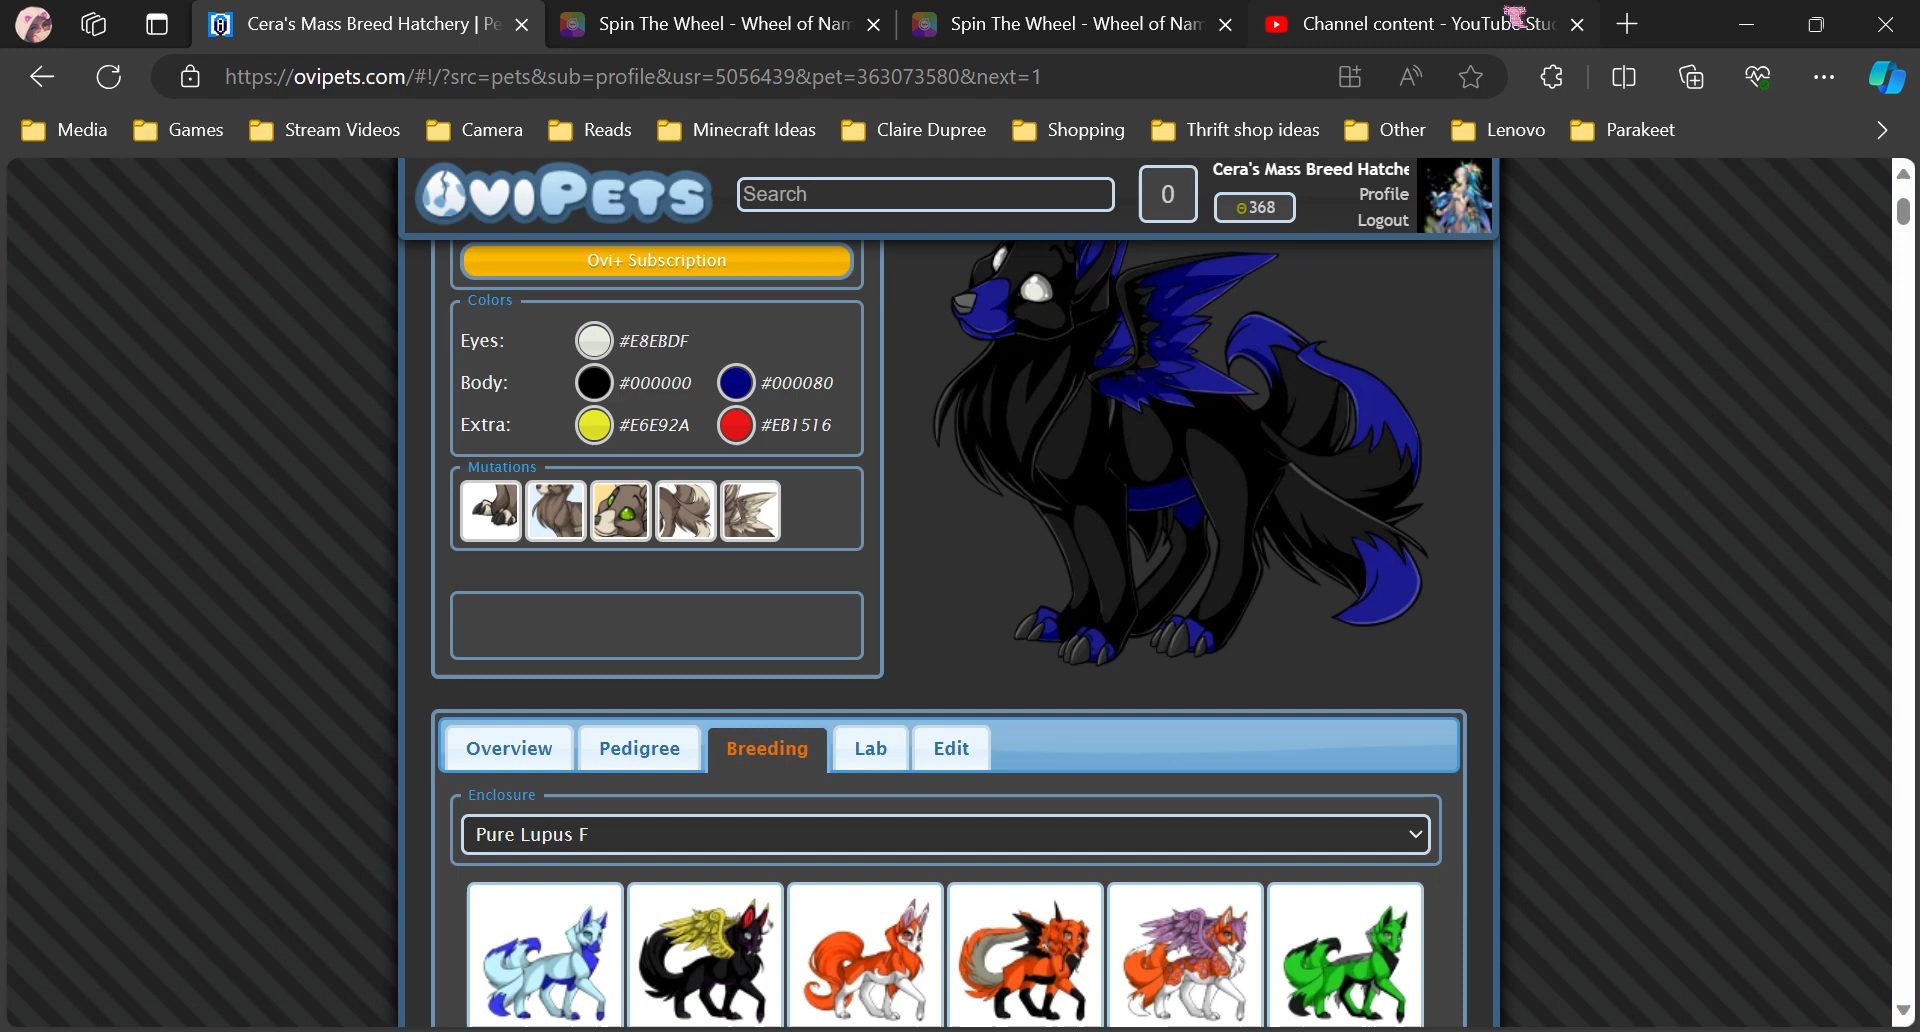 Cera's Mass Breed Hatchery | Pe
Spin The Wheel - Wheel of Nam
Spin The Wheel - Wheel of Nam
Channel content - YouTube Stu
https://ovipets.com/#!/?src=pets&sub=profile&usr=5056439&pet=363073580&next=1
Media
Games
Stream Videos
Camera
Reads
Minecraft Ideas
Claire Dupree
Shopping
Thrift shop ideas
Other
Lenovo
Parakeet
OviPets
Search
0
Cera's Mass Breed Hatche
368
Profile
Logout
Ovi+ Subscription
Colors
Eyes: #E8EBDF
Body: #000000 #000080
Extra: #E6E92A #EB1516
Mutations
Overview
Pedigree
Breeding
Lab
Edit
Enclosure
Pure Lupus F